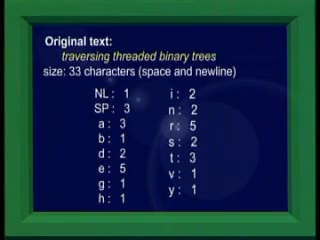 Original text:
traversing threaded binary trees
size: 33 characters (space and newline)
NL : 1
SP : 3
a : 3
b : 1
d : 2
e : 5
g : 1
h : 1
i : 2
n : 2
r : 5
s : 2
t : 3
v : 1
y : 1